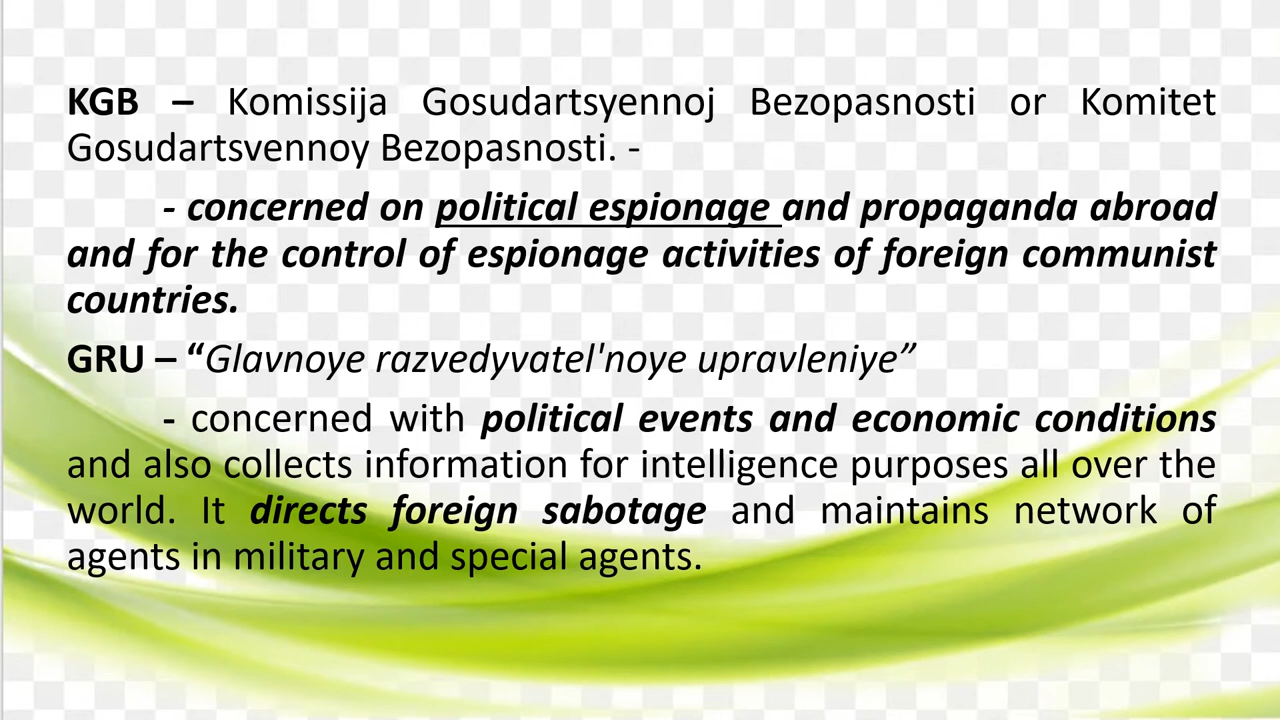 KGB – Komissija Gosudartsyennoj Bezopasnosti or Komitet
Gosudartsvennoy Bezopasnosti. -
- concerned on political espionage and propaganda abroad
and for the control of espionage activities of foreign communist
countries.
GRU – “Glavnoye razvedyvatel'noye upravleniye”
- concerned with political events and economic conditions
and also collects information for intelligence purposes all over the
world. It directs foreign sabotage and maintains network of
agents in military and special agents.